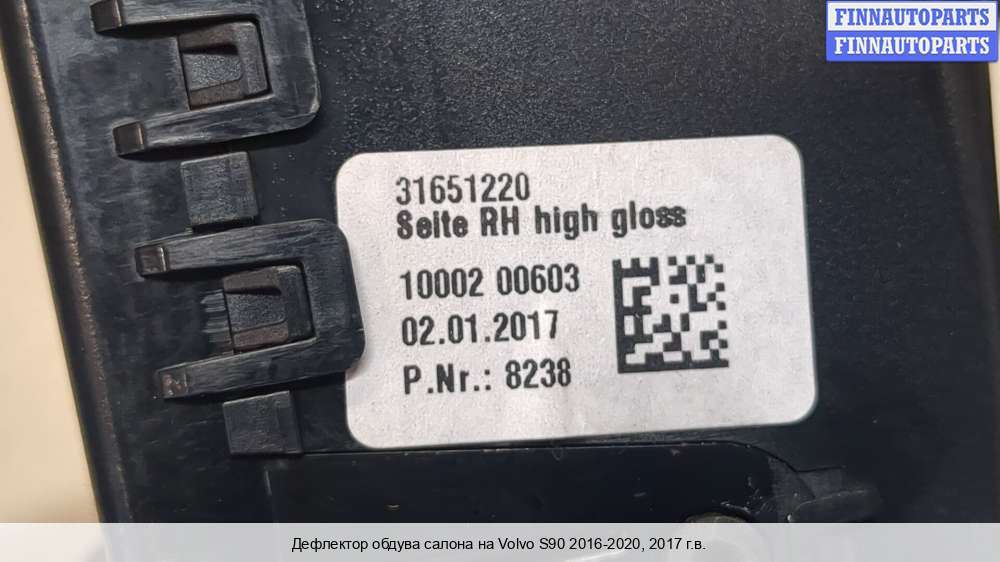 FINNAUTOPARTS
FINNAUTOPARTS
31651220
Seite RH high gloss
10002 00603
02.01.2017
P.Nr.: 8238
Дефлектор обдува салона на Volvo S90 2016-2020, 2017 г.в.